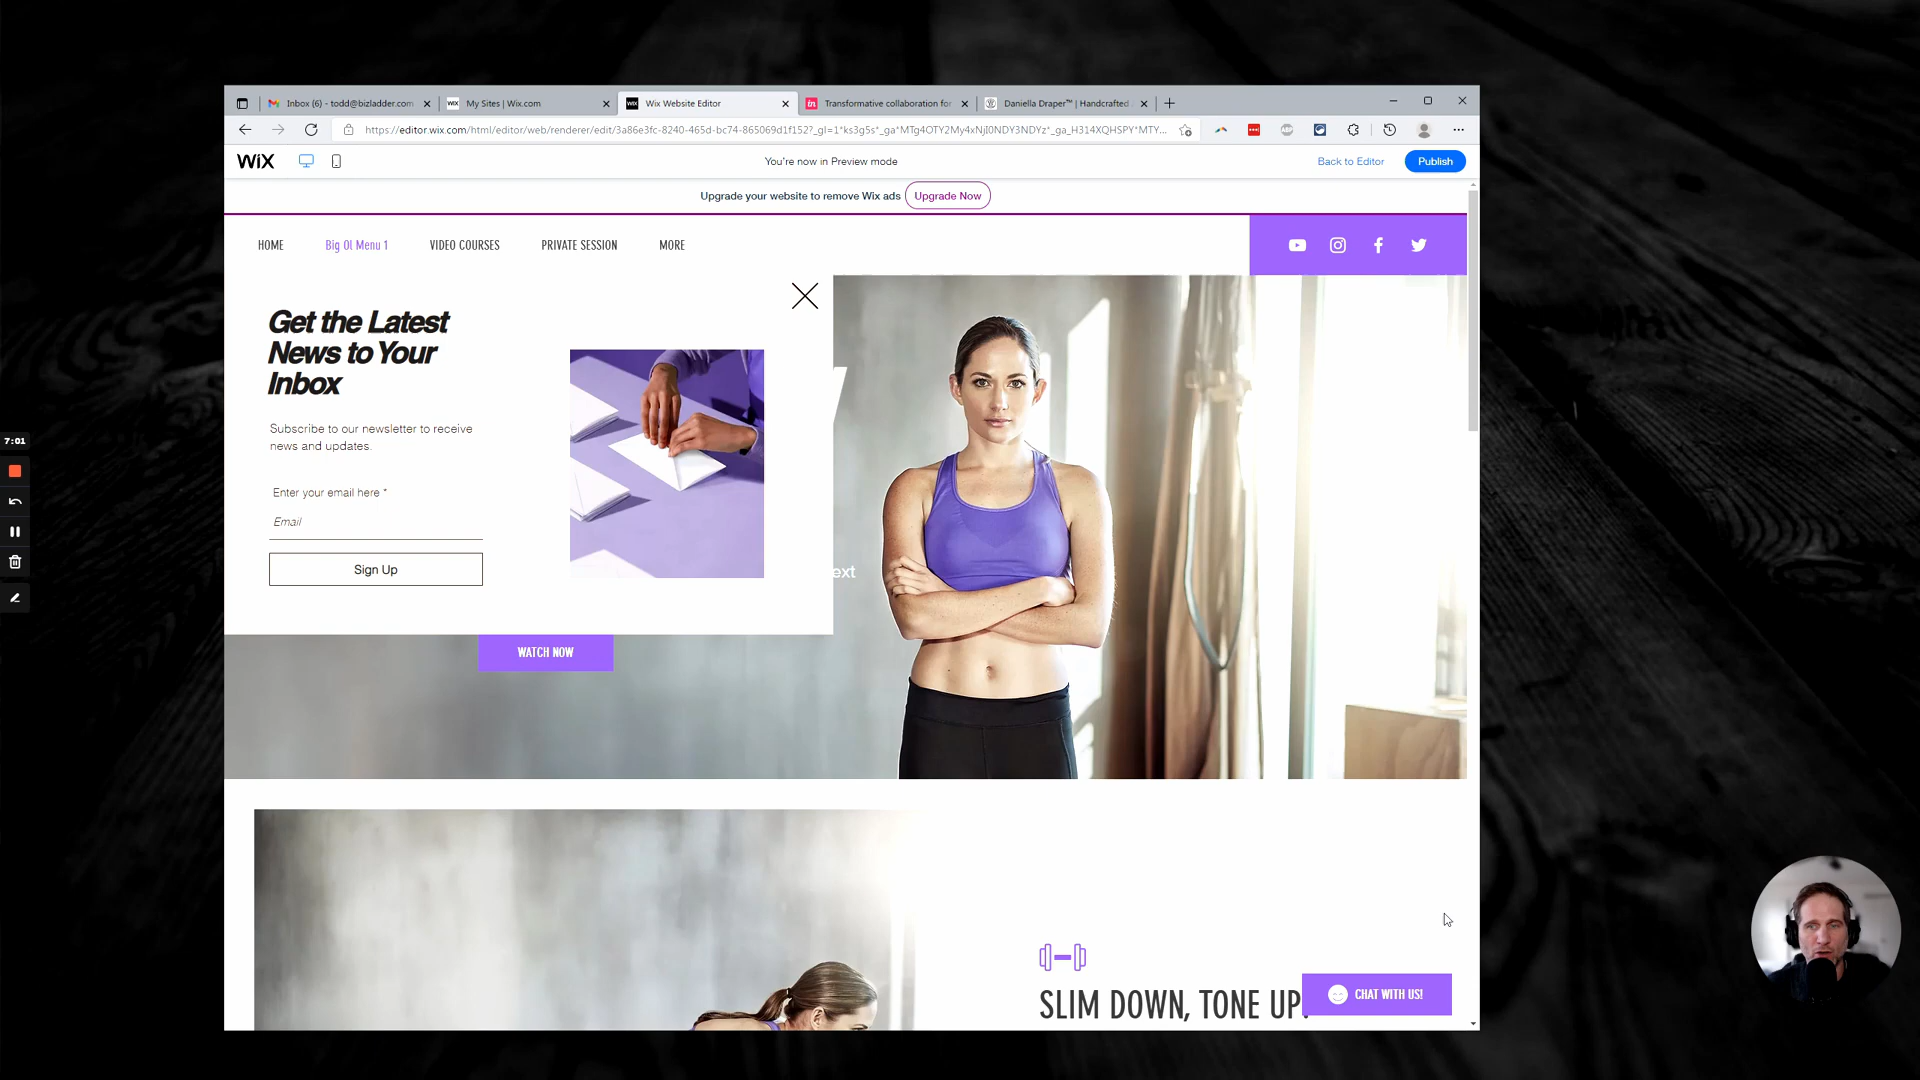 Inbox (6) - todd@bizladder.com
My Sites | Wix.com
Wix Website Editor
Transformative collaboration for
Daniella Draper™ | Handcrafted
https://editor.wix.com/html/editor/web/renderer/edit/3a86e3fc-8240-465d-bc74-865069d1f152?_gl=1*ks3g5s*_ga*MTg4OTY2My4xNjI0NDY3NDYz*_ga_H314XQHSPY*MTY...
WiX
You're now in Preview mode
Back to Editor
Publish
Upgrade your website to remove Wix ads
Upgrade Now
HOME
Big Ol Menu 1
VIDEO COURSES
PRIVATE SESSION
MORE
Get the Latest
News to Your
Inbox
Subscribe to our newsletter to receive
news and updates.
Enter your email here *
Email
Sign Up
ext
WATCH NOW
7:01
SLIM DOWN, TONE UP
CHAT WITH US!